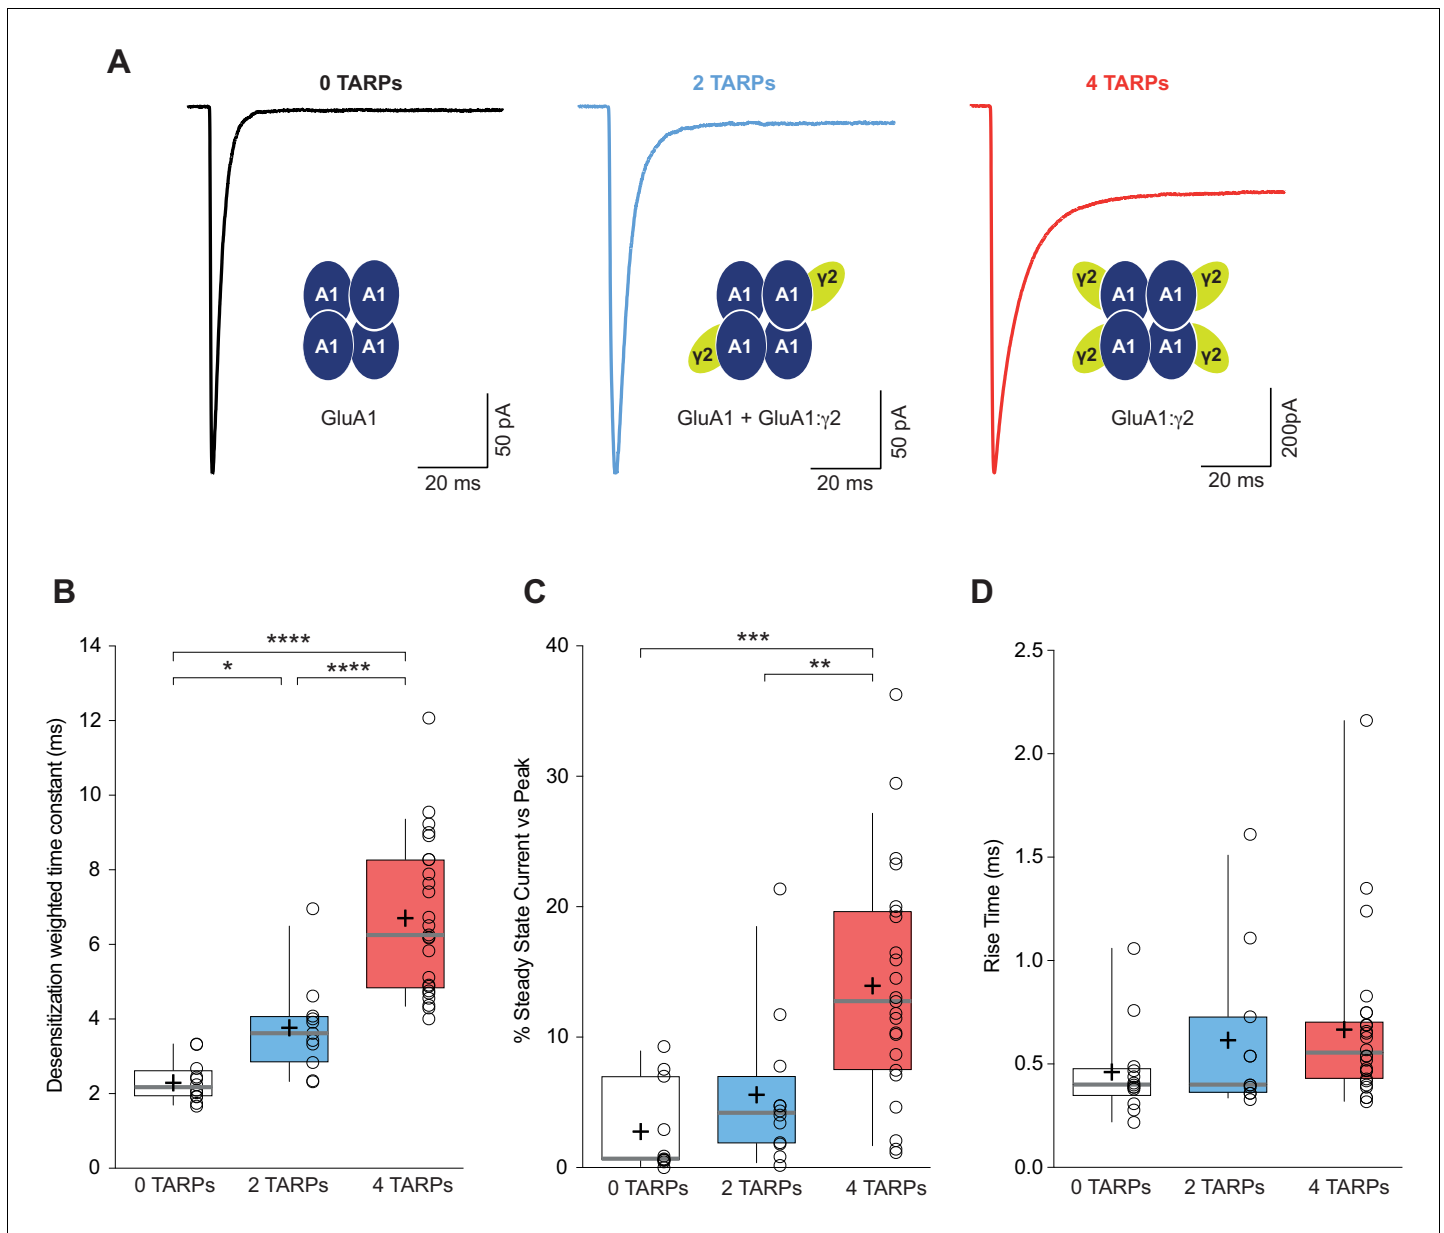 A
0 TARPs
2 TARPs
4 TARPs
A1 A1
A1 A1
GluA1
50 pA
20 ms
A1 A1 γ2
γ2 A1 A1
GluA1 + GluA1:γ2
50 pA
20 ms
γ2 A1 A1 γ2
γ2 A1 A1 γ2
GluA1:γ2
200pA
20 ms
B
Desensitization weighted time constant (ms)
14
12
10
8
6
4
2
0
****
*
****
0 TARPs
2 TARPs
4 TARPs
C
% Steady State Current vs Peak
40
30
20
10
0
***
**
0 TARPs
2 TARPs
4 TARPs
D
Rise Time (ms)
2.5
2.0
1.5
1.0
0.5
0.0
0 TARPs
2 TARPs
4 TARPs